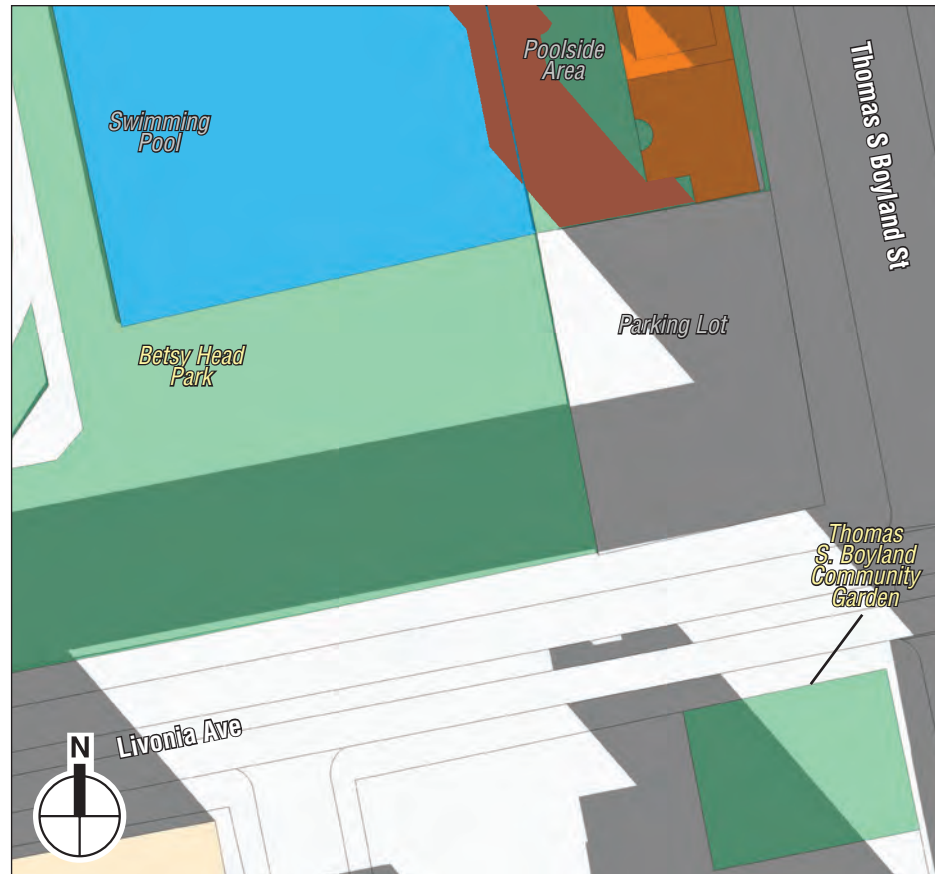 Poolside
Area
Thomas S Boyland St
Swimming
Pool
Parking Lot
Betsy Head
Park
Thomas
S. Boyland
Community
Garden
Livonia Ave
N